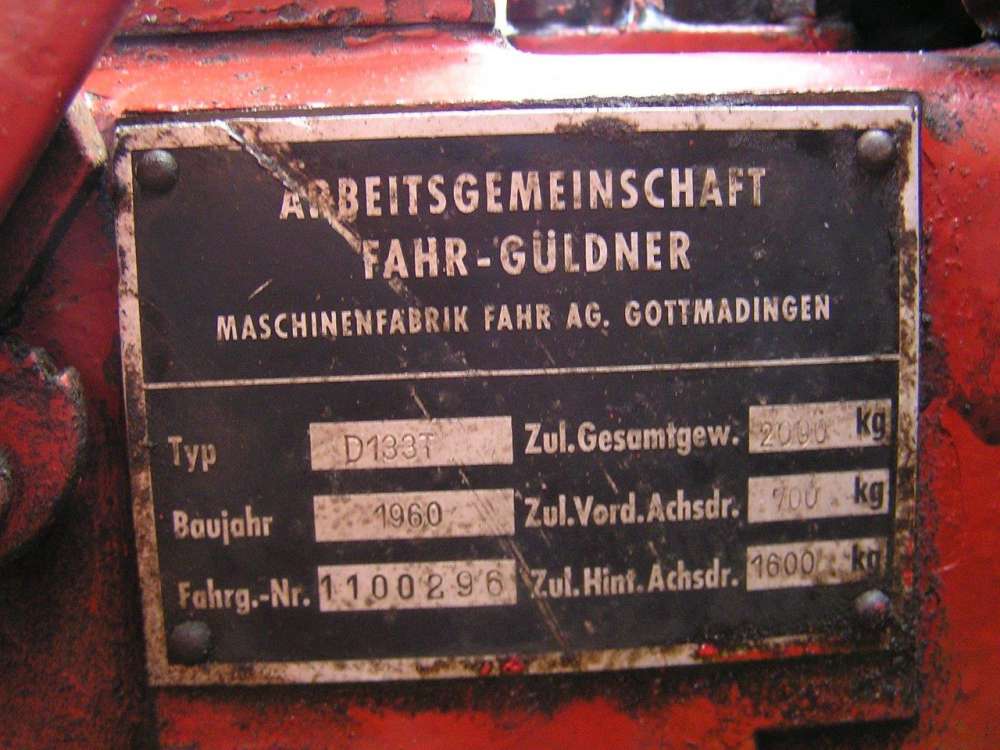 ARBEITSGEMEINSCHAFT
FAHR-GÜLDNER
MASCHINENFABRIK FAHR AG. GOTTMADINGEN
Typ D133T Zul.Gesamtgew. 2000 kg
Baujahr 1960 Zul.Vord.Achsdr. 700 kg
Fahrg.-Nr. 1100296 Zul.Hint.Achsdr. 1600 kg